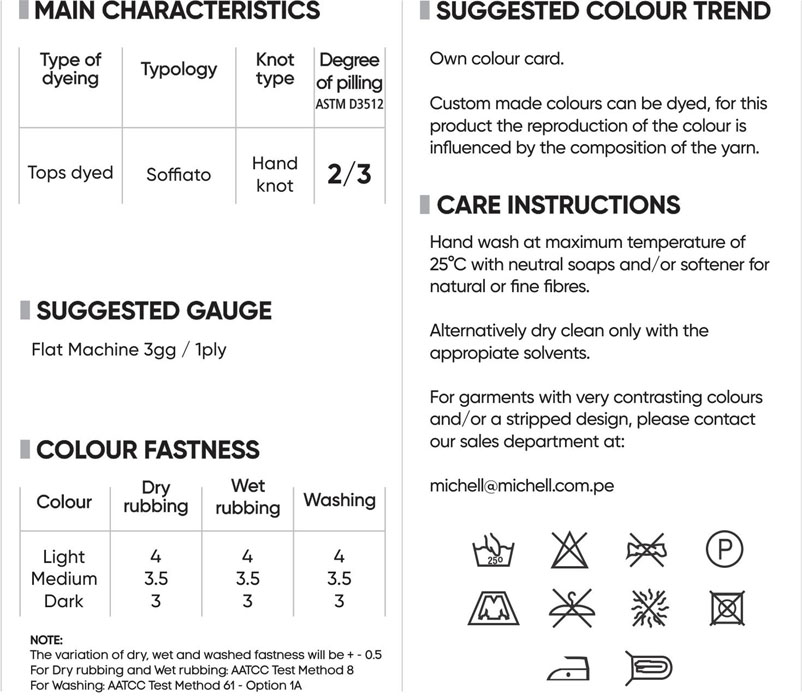 MAIN CHARACTERISTICS
Type of
dyeing
Typology
Knot
type
Degree
of pilling
ASTM D3512
Tops dyed
Soffiato
Hand
knot
2/3
SUGGESTED GAUGE
Flat Machine 3gg / 1ply
COLOUR FASTNESS
Colour
Dry
rubbing
Wet
rubbing
Washing
Light 4 4 4
Medium 3.5 3.5 3.5
Dark 3 3 3
NOTE:
The variation of dry, wet and washed fastness will be + - 0.5
For Dry rubbing and Wet rubbing: AATCC Test Method 8
For Washing: AATCC Test Method 61 - Option 1A
SUGGESTED COLOUR TREND
Own colour card.
Custom made colours can be dyed, for this
product the reproduction of the colour is
influenced by the composition of the yarn.
CARE INSTRUCTIONS
Hand wash at maximum temperature of
25°C with neutral soaps and/or softener for
natural or fine fibres.
Alternatively dry clean only with the
appropiate solvents.
For garments with very contrasting colours
and/or a stripped design, please contact
our sales department at:
michell@michell.com.pe
25°
P